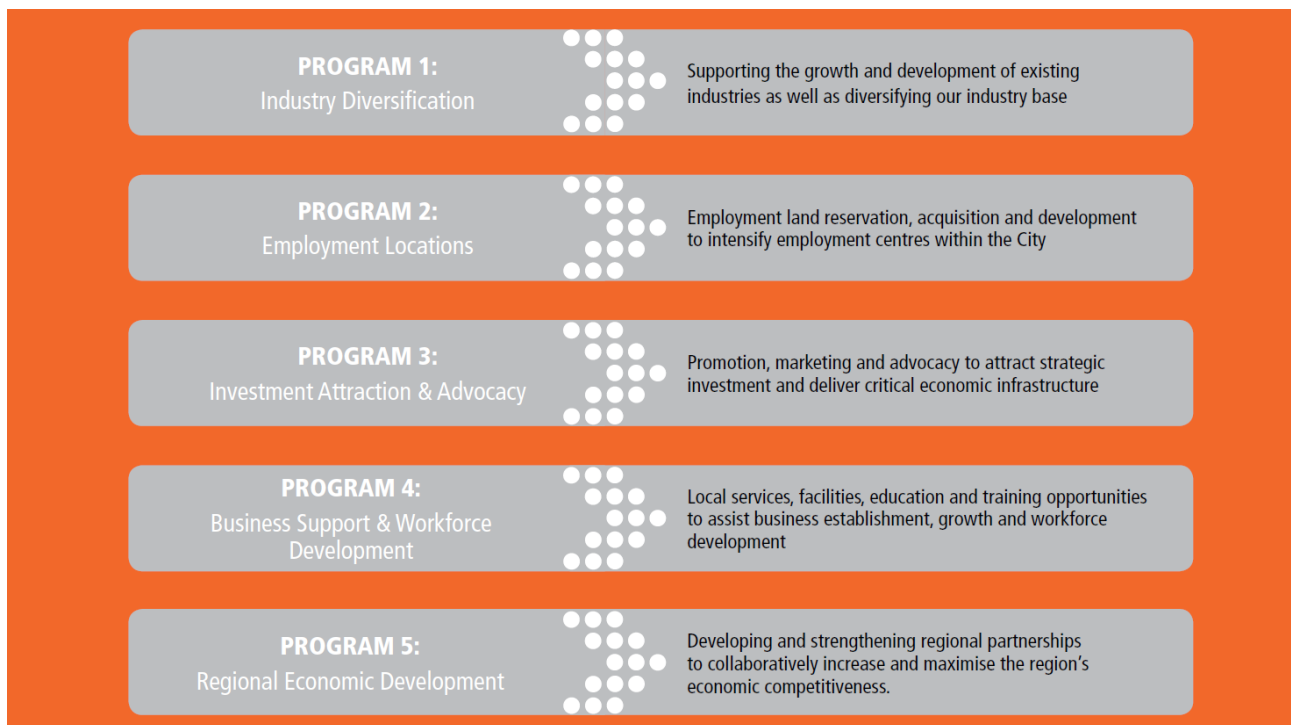 PROGRAM 1:
Industry Diversification
Supporting the growth and development of existing
industries as well as diversifying our industry base
PROGRAM 2:
Employment Locations
Employment land reservation, acquisition and development
to intensify employment centres within the City
PROGRAM 3:
Investment Attraction & Advocacy
Promotion, marketing and advocacy to attract strategic
investment and deliver critical economic infrastructure
PROGRAM 4:
Business Support & Workforce
Development
Local services, facilities, education and training opportunities
to assist business establishment, growth and workforce
development
PROGRAM 5:
Regional Economic Development
Developing and strengthening regional partnerships
to collaboratively increase and maximise the region's
economic competitiveness.